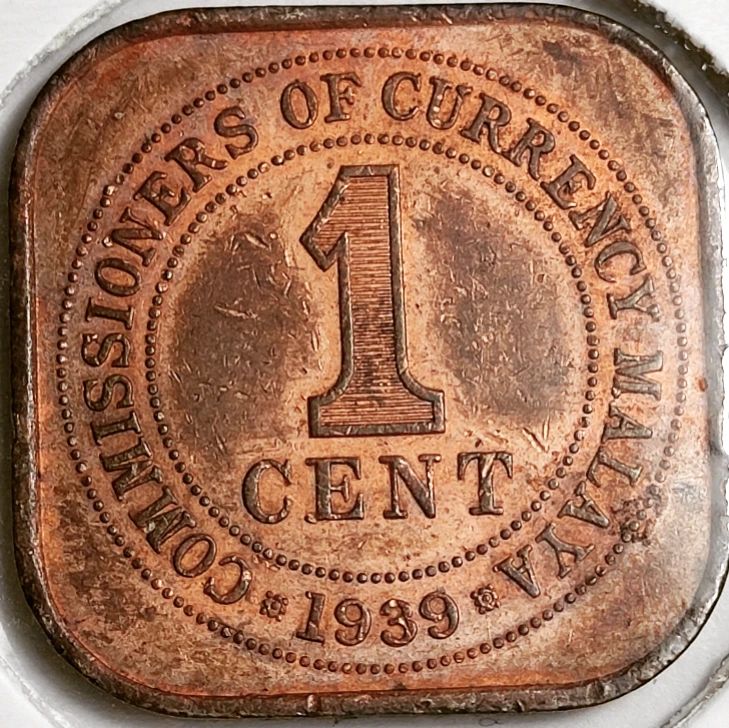 COMMISSIONERS OF CURRENCY MALAYA
1
CENT
1939